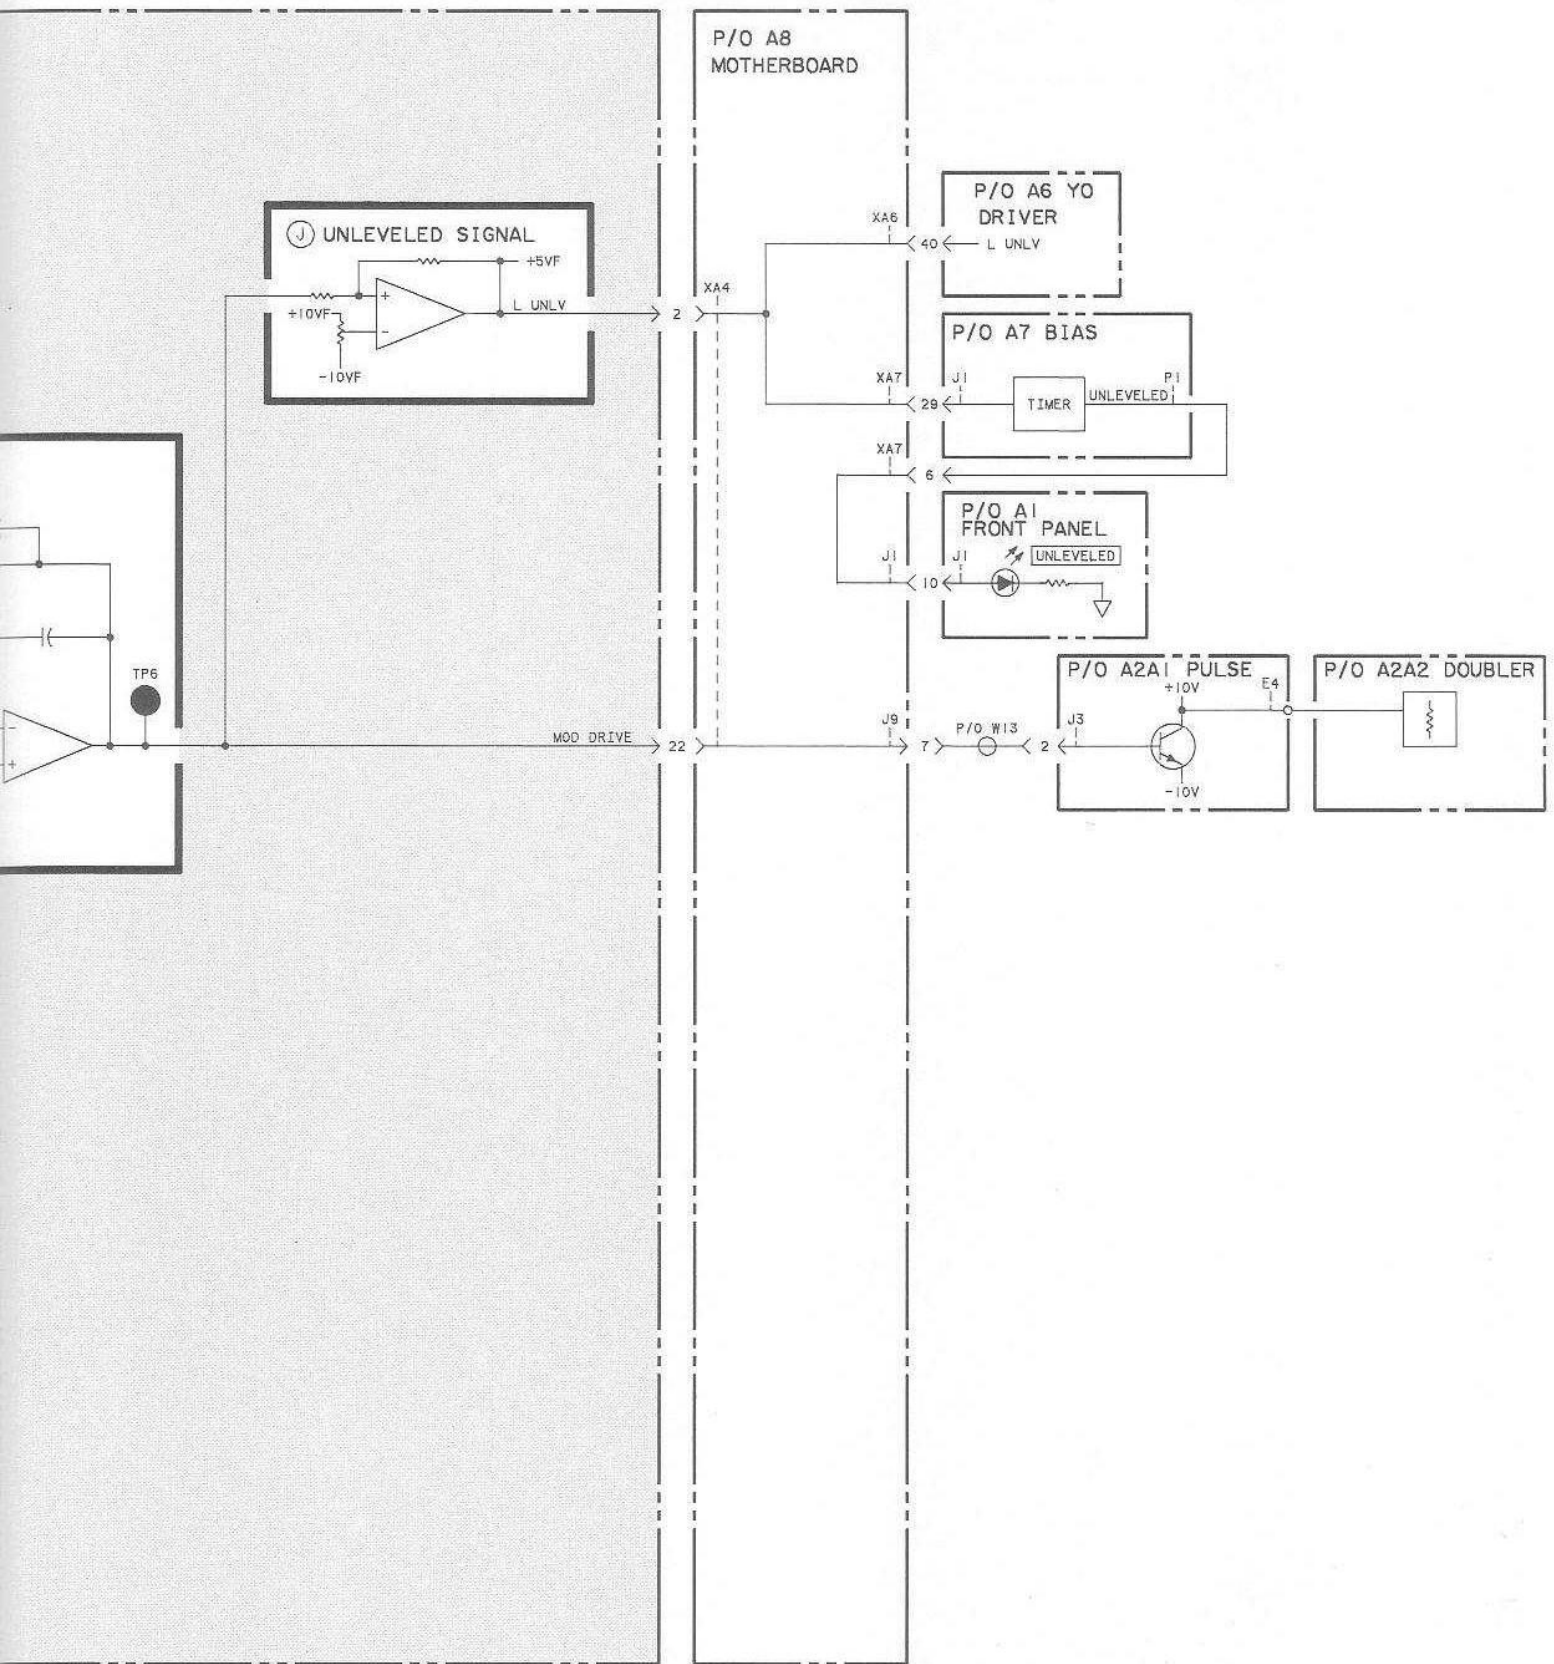 P/O A8
MOTHERBOARD
P/O A6 YO
DRIVER
XA6
40
L UNLV
J UNLEVELED SIGNAL
+5VF
+
+10VF
-
-10VF
L UNLV
2
XA4
P/O A7 BIAS
XA7
29
J1
TIMER
UNLEVELED
P1
XA7
6
P/O A1
FRONT PANEL
J1
10
J1
UNLEVELED
TP6
-
+
MOD DRIVE
22
J9
7
P/O W13
2
P/O A2A1 PULSE
+10V
E4
J3
-10V
P/O A2A2 DOUBLER